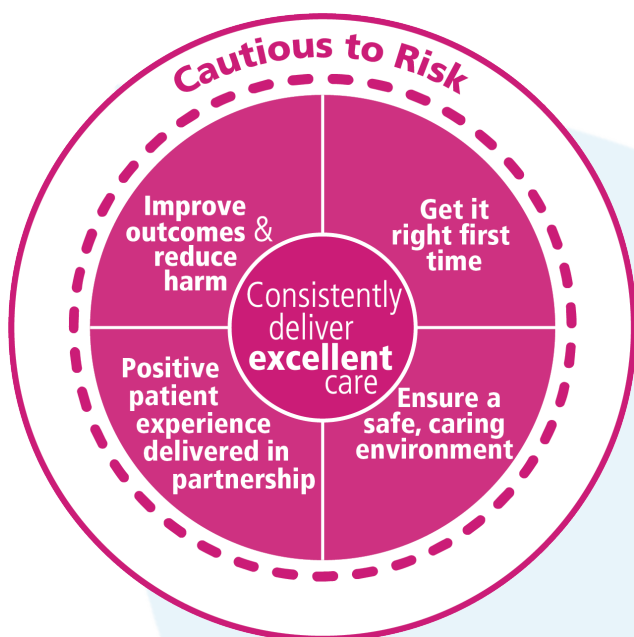 Cautious to Risk
Improve
outcomes &
reduce
harm
Get it
right first
time
Consistently
deliver
excellent
care
Positive
patient
experience
delivered in
partnership
Ensure a
safe, caring
environment